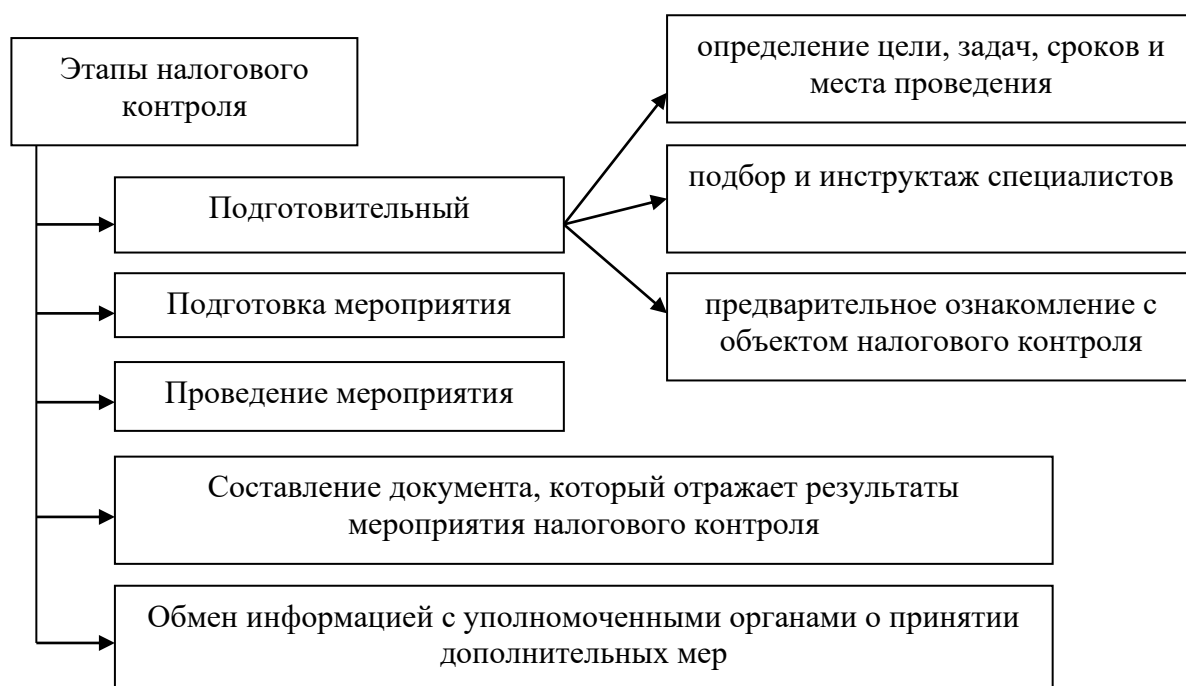 Этапы налогового
контроля
определение цели, задач, сроков и
места проведения
Подготовительный
подбор и инструктаж специалистов
предварительное ознакомление с
объектом налогового контроля
Подготовка мероприятия
Проведение мероприятия
Составление документа, который отражает результаты
мероприятия налогового контроля
Обмен информацией с уполномоченными органами о принятии
дополнительных мер